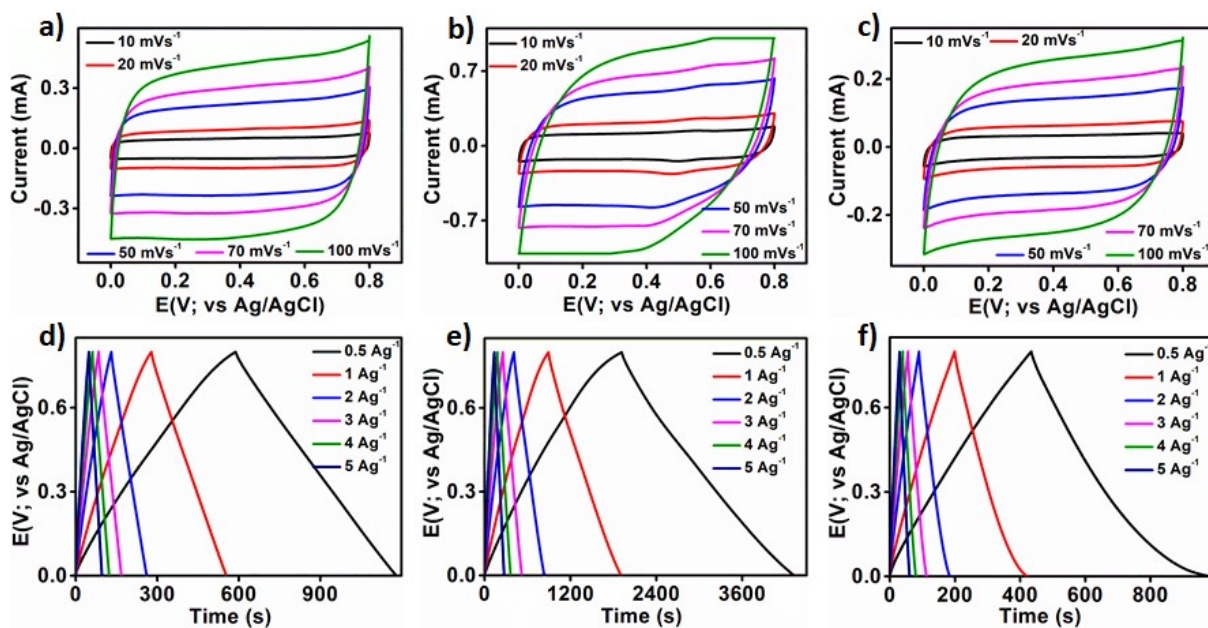 a)
10 mVs⁻¹
20 mVs⁻¹
50 mVs⁻¹ 70 mVs⁻¹ 100 mVs⁻¹
Current (mA)
0.3
0.0
-0.3
0.0 0.2 0.4 0.6 0.8
E(V; vs Ag/AgCl)
b)
10 mVs⁻¹
20 mVs⁻¹
50 mVs⁻¹
70 mVs⁻¹
100 mVs⁻¹
Current (mA)
0.7
0.0
-0.7
0.0 0.2 0.4 0.6 0.8
E(V; vs Ag/AgCl)
c)
10 mVs⁻¹ 20 mVs⁻¹
70 mVs⁻¹
50 mVs⁻¹ 100 mVs⁻¹
Current (mA)
0.2
0.0
-0.2
0.0 0.2 0.4 0.6 0.8
E(V; vs Ag/AgCl)
d)
0.5 Ag⁻¹
1 Ag⁻¹
2 Ag⁻¹
3 Ag⁻¹
4 Ag⁻¹
5 Ag⁻¹
E(V; vs Ag/AgCl)
0.6
0.3
0.0
0 300 600 900
Time (s)
e)
0.5 Ag⁻¹
1 Ag⁻¹
2 Ag⁻¹
3 Ag⁻¹
4 Ag⁻¹
5 Ag⁻¹
E(V; vs Ag/AgCl)
0.6
0.3
0.0
0 1200 2400 3600
Time (s)
f)
0.5 Ag⁻¹
1 Ag⁻¹
2 Ag⁻¹
3 Ag⁻¹
4 Ag⁻¹
5 Ag⁻¹
E(V; vs Ag/AgCl)
0.6
0.3
0.0
0 200 400 600 800
Time (s)